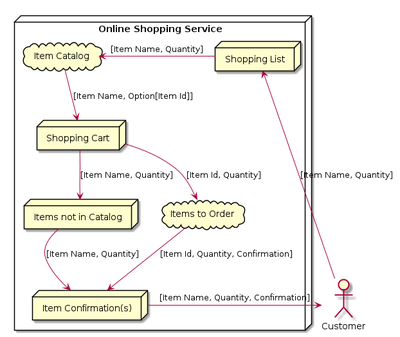 Online Shopping Service
Item Catalog
[Item Name, Quantity]
Shopping List
[Item Name, Option[Item Id]]
Shopping Cart
[Item Name, Quantity]
[Item Id, Quantity]
[Item Name, Quantity]
Items not in Catalog
Items to Order
[Item Name, Quantity]
[Item Id, Quantity, Confirmation]
Item Confirmation(s)
[Item Name, Quantity, Confirmation]
Customer